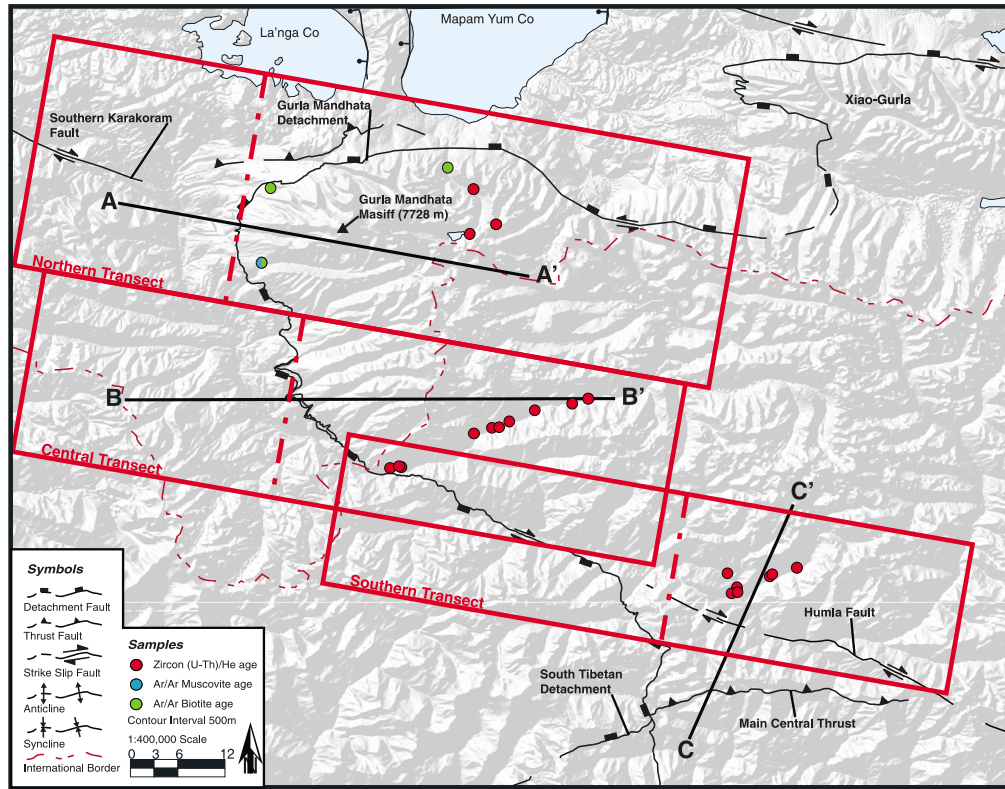 La'nga Co
Mapam Yum Co
Xiao-Gurla
Gurla Mandhata
Detachment
Southern Karakoram
Fault
A
Gurla Mandhata
Masiff (7728 m)
A'
Northern Transect
B
B'
Central Transect
C'
Southern Transect
Humla Fault
South Tibetan
Detachment
Main Central Thrust
C
Symbols
Detachment Fault
Thrust Fault
Strike Slip Fault
Anticline
Syncline
International Border
Samples
Zircon (U-Th)/He age
Ar/Ar Muscovite age
Ar/Ar Biotite age
Contour Interval 500m
1:400,000 Scale
0 3 6 12